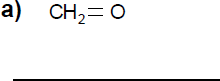 a) CH₂= O